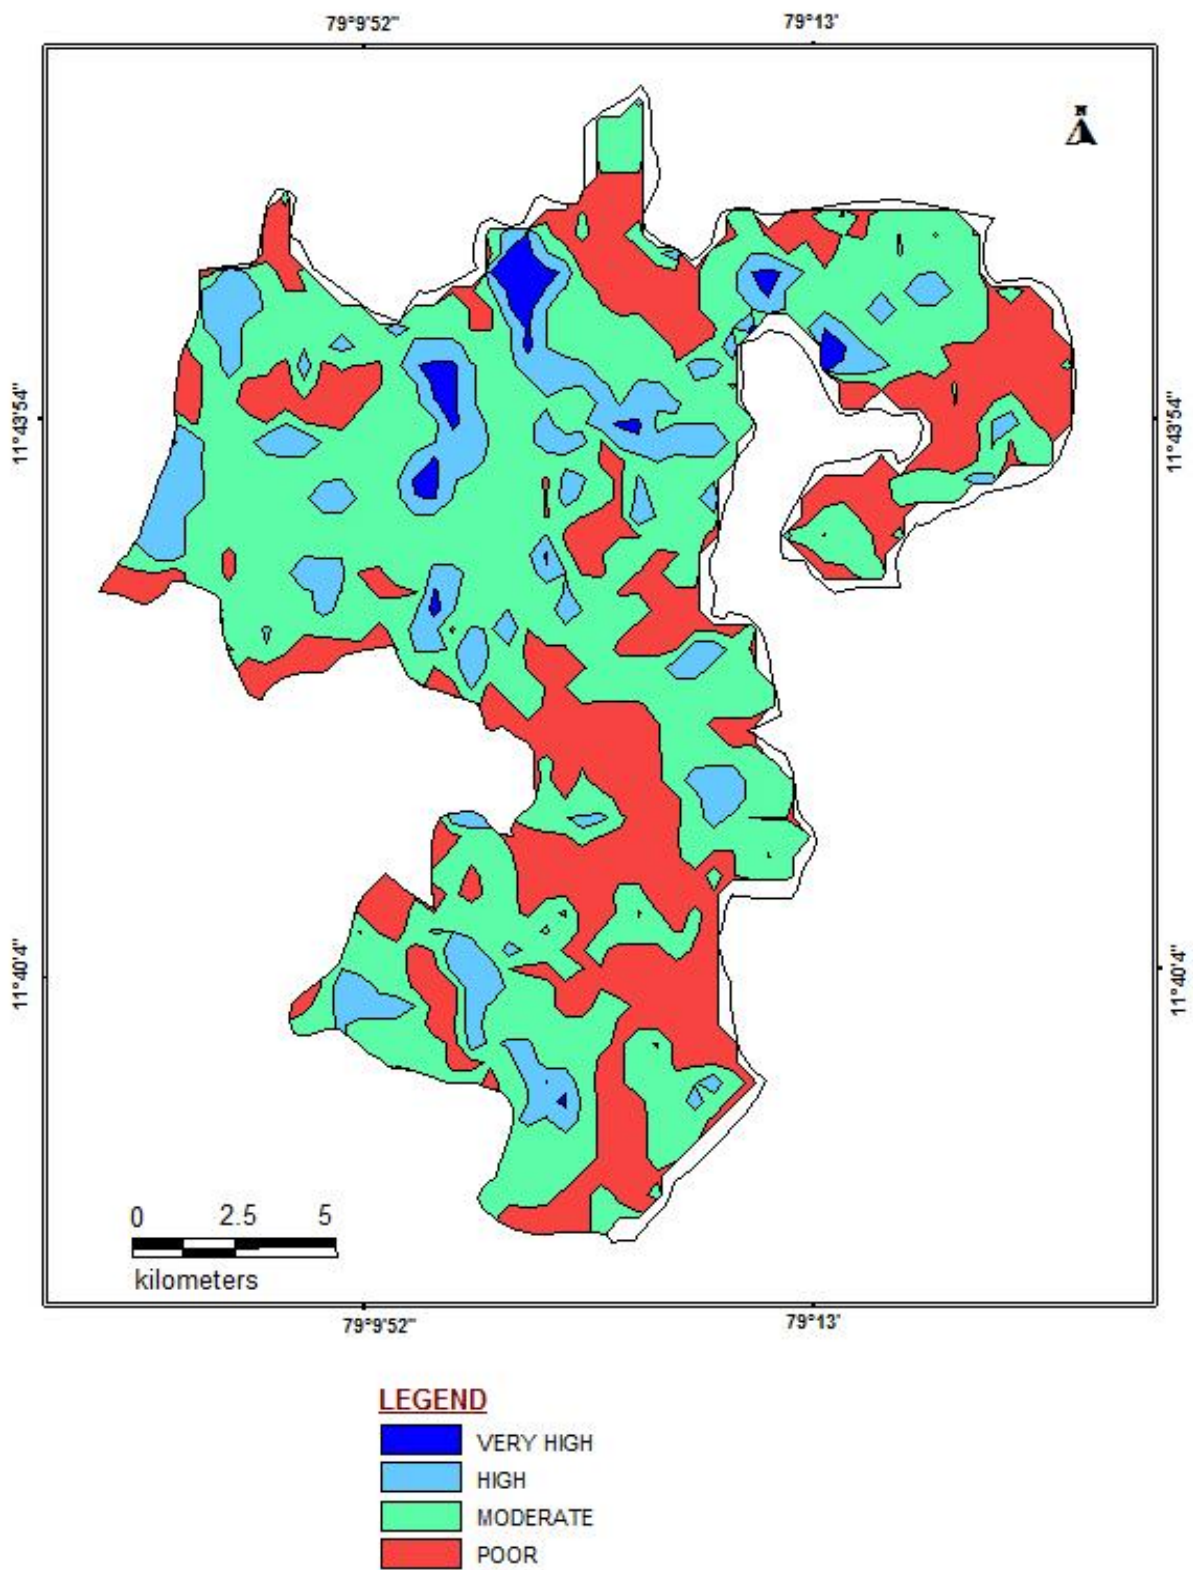 79°9'52" 79°13'
N
11°43'54" 11°43'54"
11°40'4" 11°40'4"
0 2.5 5
kilometers
79°9'52" 79°13'
LEGEND
VERY HIGH
HIGH
MODERATE
POOR